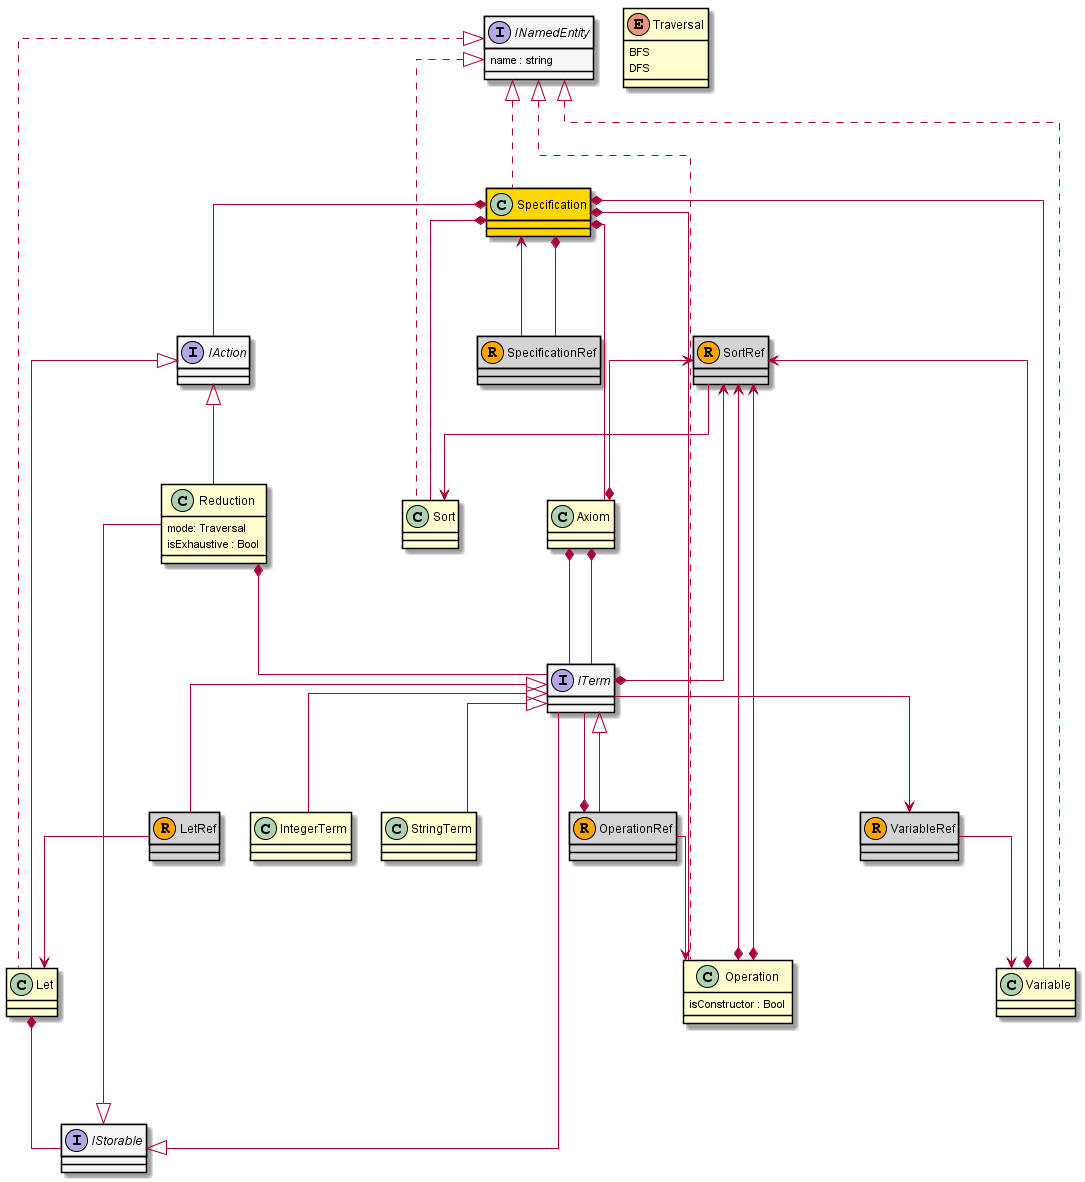 I INamedEntity
name : string
E Traversal
BFS
DFS
C Specification
I IAction
R SpecificationRef
R SortRef
C Reduction
mode: Traversal
isExhaustive : Bool
C Sort
C Axiom
I ITerm
R LetRef
C IntegerTerm
C StringTerm
R OperationRef
R VariableRef
C Let
C Operation
isConstructor : Bool
C Variable
I IStorable